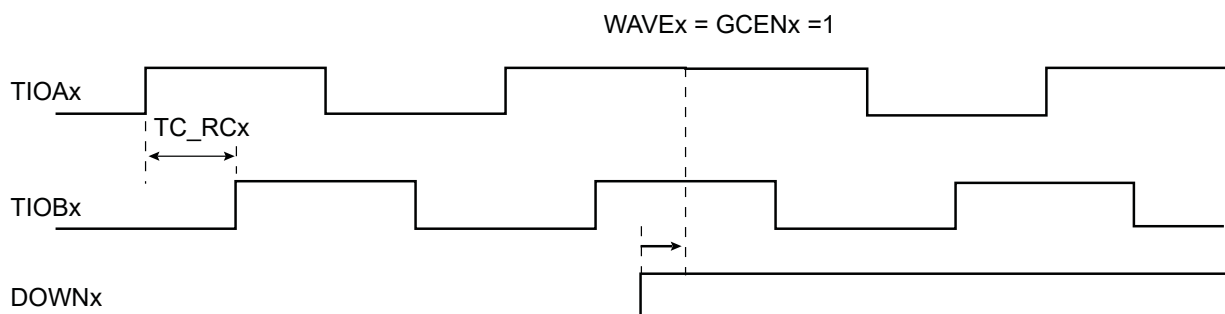 WAVEx = GCENx =1
TIOAx
TC_RCx
TIOBx
DOWNx